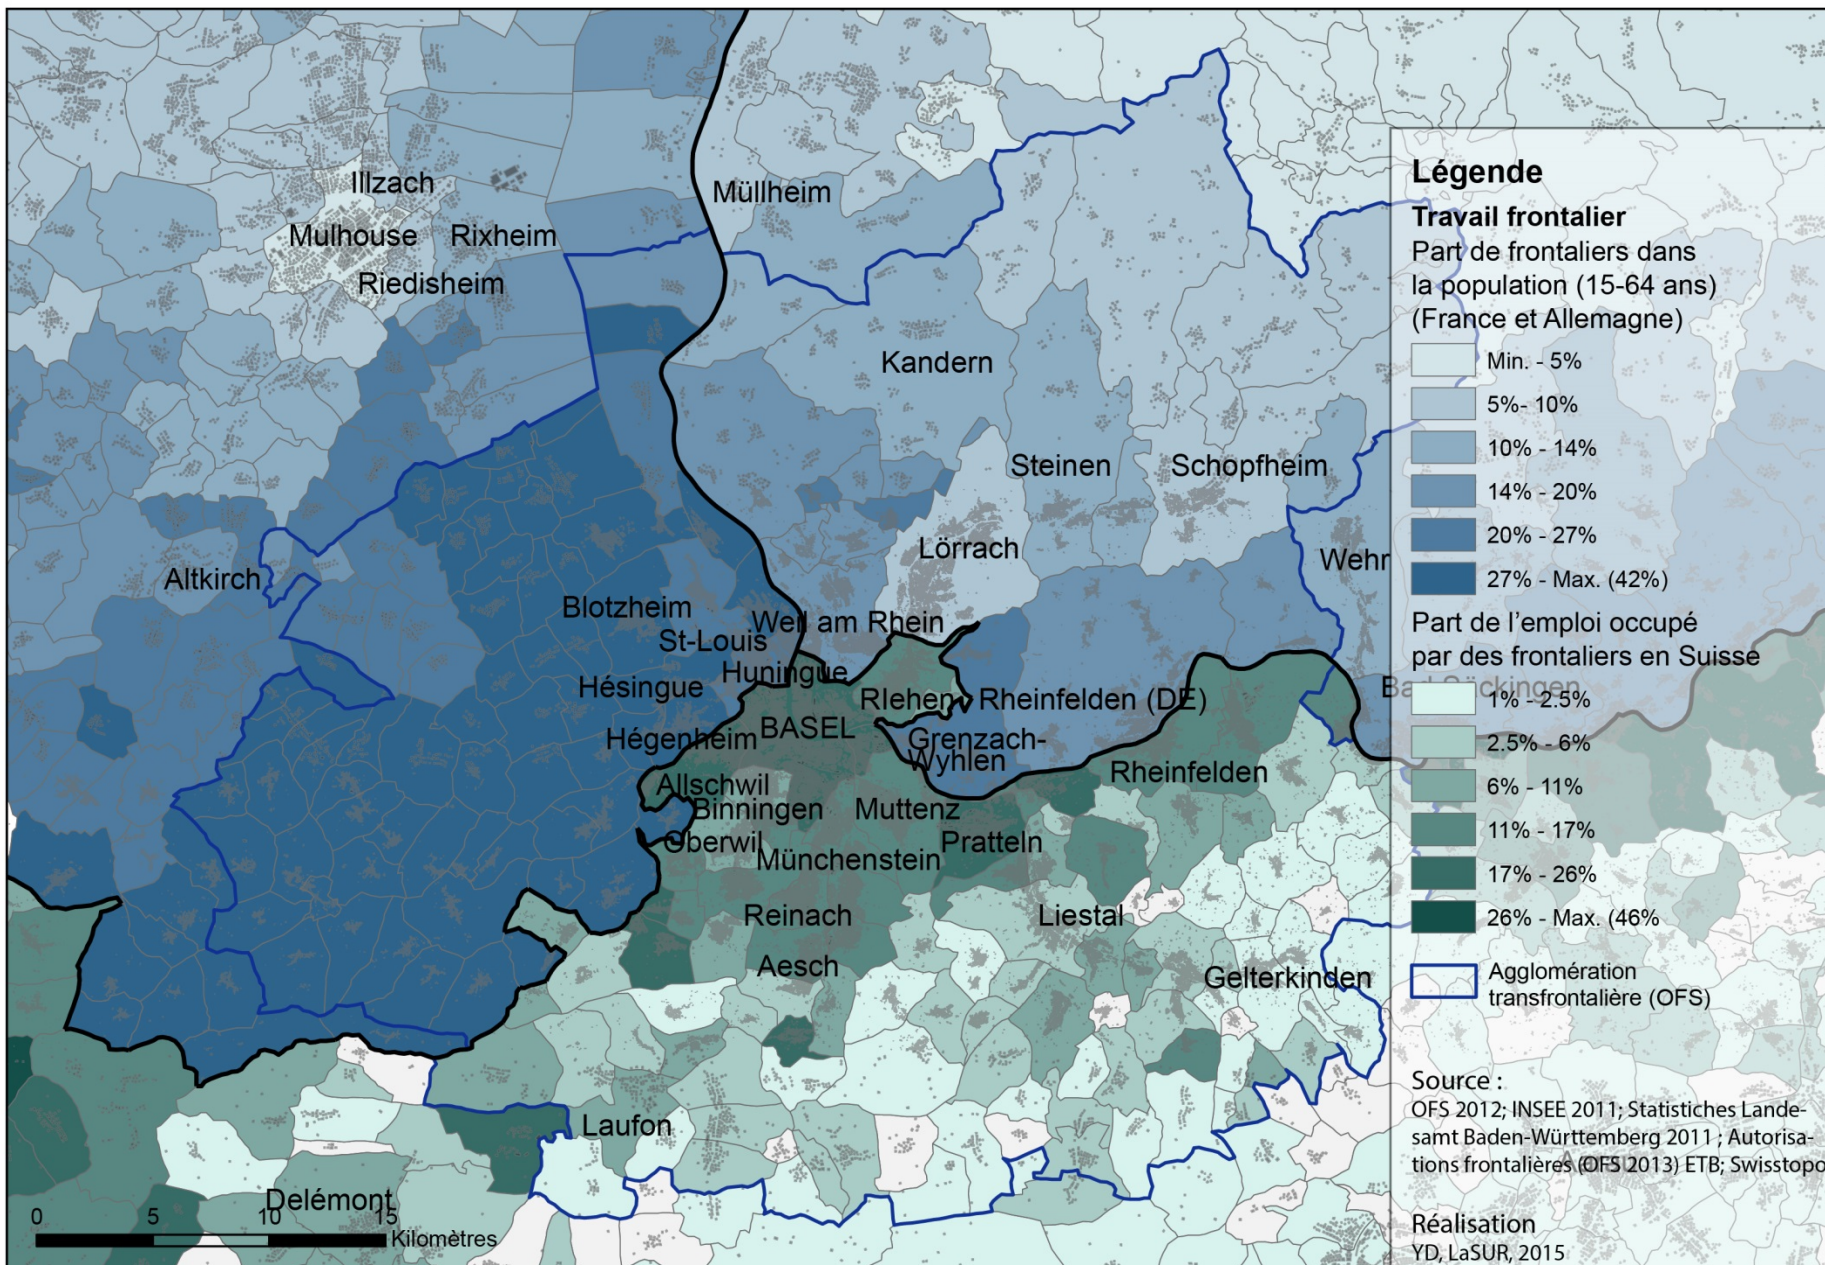 Illzach
Müllheim
Mulhouse
Rixheim
Riedisheim
Kandern
Steinen
Schopfheim
Lörrach
Wehr
Altkirch
Blotzheim
Weil am Rhein
St-Louis
Huningue
Hésingue
RIehen
Rheinfelden (DE)
Bad Säckingen
BASEL
Hégenheim
Grenzach-
Wyhlen
Rheinfelden
Allschwil
Binningen
Muttenz
Oberwil
Pratteln
Münchenstein
Reinach
Liestal
Aesch
Gelterkinden
Laufon
Delémont
0 5 10 15
Kilomètres
Légende
Travail frontalier
Part de frontaliers dans
la population (15-64 ans)
(France et Allemagne)
Min. - 5%
5%- 10%
10% - 14%
14% - 20%
20% - 27%
27% - Max. (42%)
Part de l'emploi occupé
par des frontaliers en Suisse
1% - 2.5%
2.5% - 6%
6% - 11%
11% - 17%
17% - 26%
26% - Max. (46%
Agglomération
transfrontalière (OFS)
Source :
OFS 2012; INSEE 2011; Statistiches Lande-
samt Baden-Württemberg 2011 ; Autorisa-
tions frontalières (OFS 2013) ETB; Swisstopo
Réalisation
YD, LaSUR, 2015